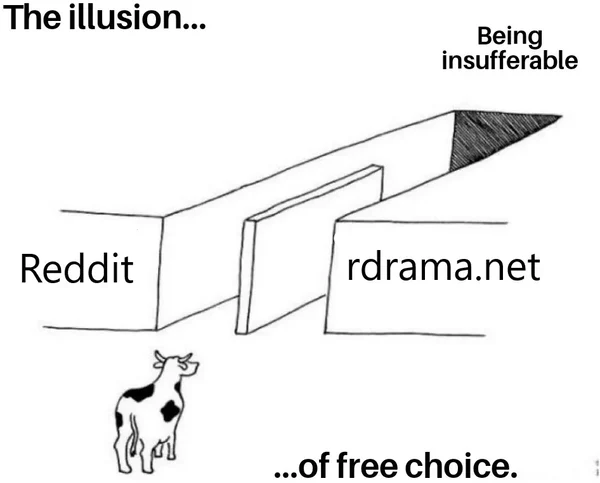 The illusion...
Being
insufferable
Reddit
rdrama.net
...of free choice.